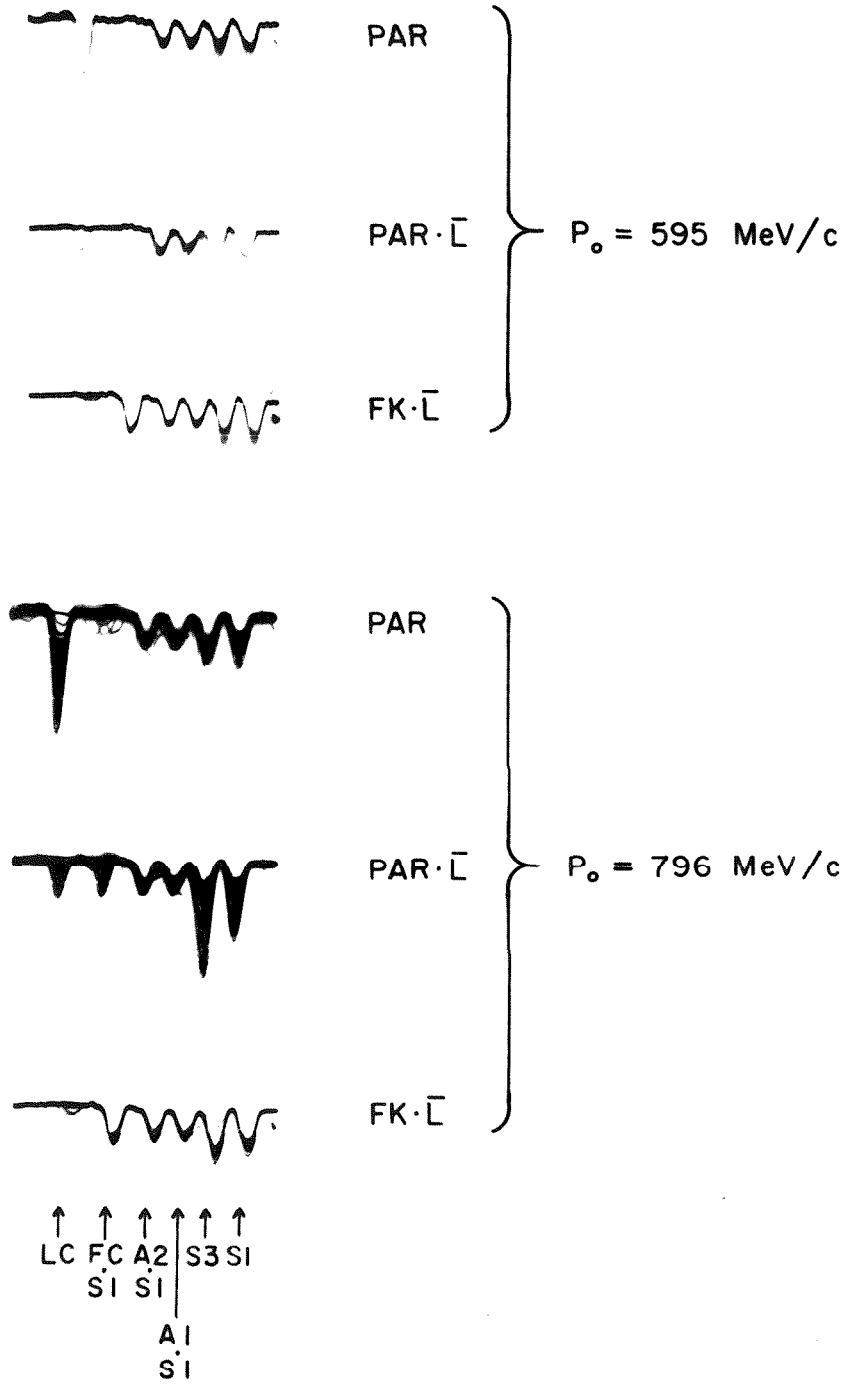 PAR
PAR·L̄ P₀ = 595 MeV/c
FK·L̄
PAR
PAR·L̄ P₀ = 796 MeV/c
FK·L̄
LC FC·S1 A2·S1 A1·S1 S3 S1